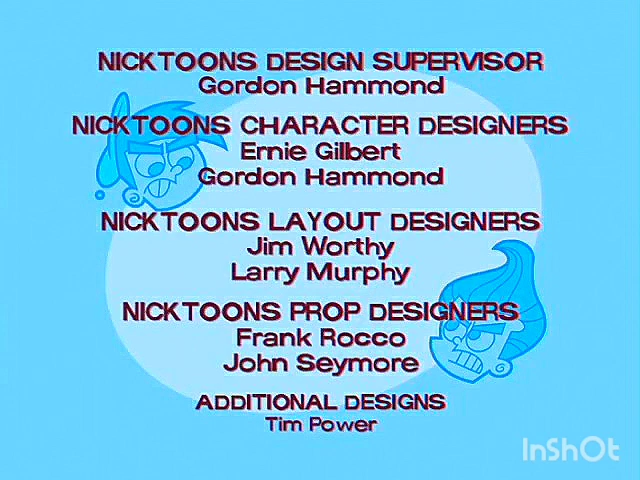 NICKTOONS DESIGN SUPERVISOR
Gordon Hammond
NICKTOONS CHARACTER DESIGNERS
Ernie Gilbert
Gordon Hammond
NICKTOONS LAYOUT DESIGNERS
Jim Worthy
Larry Murphy
NICKTOONS PROP DESIGNERS
Frank Rocco
John Seymore
ADDITIONAL DESIGNS
Tim Power
InShOt